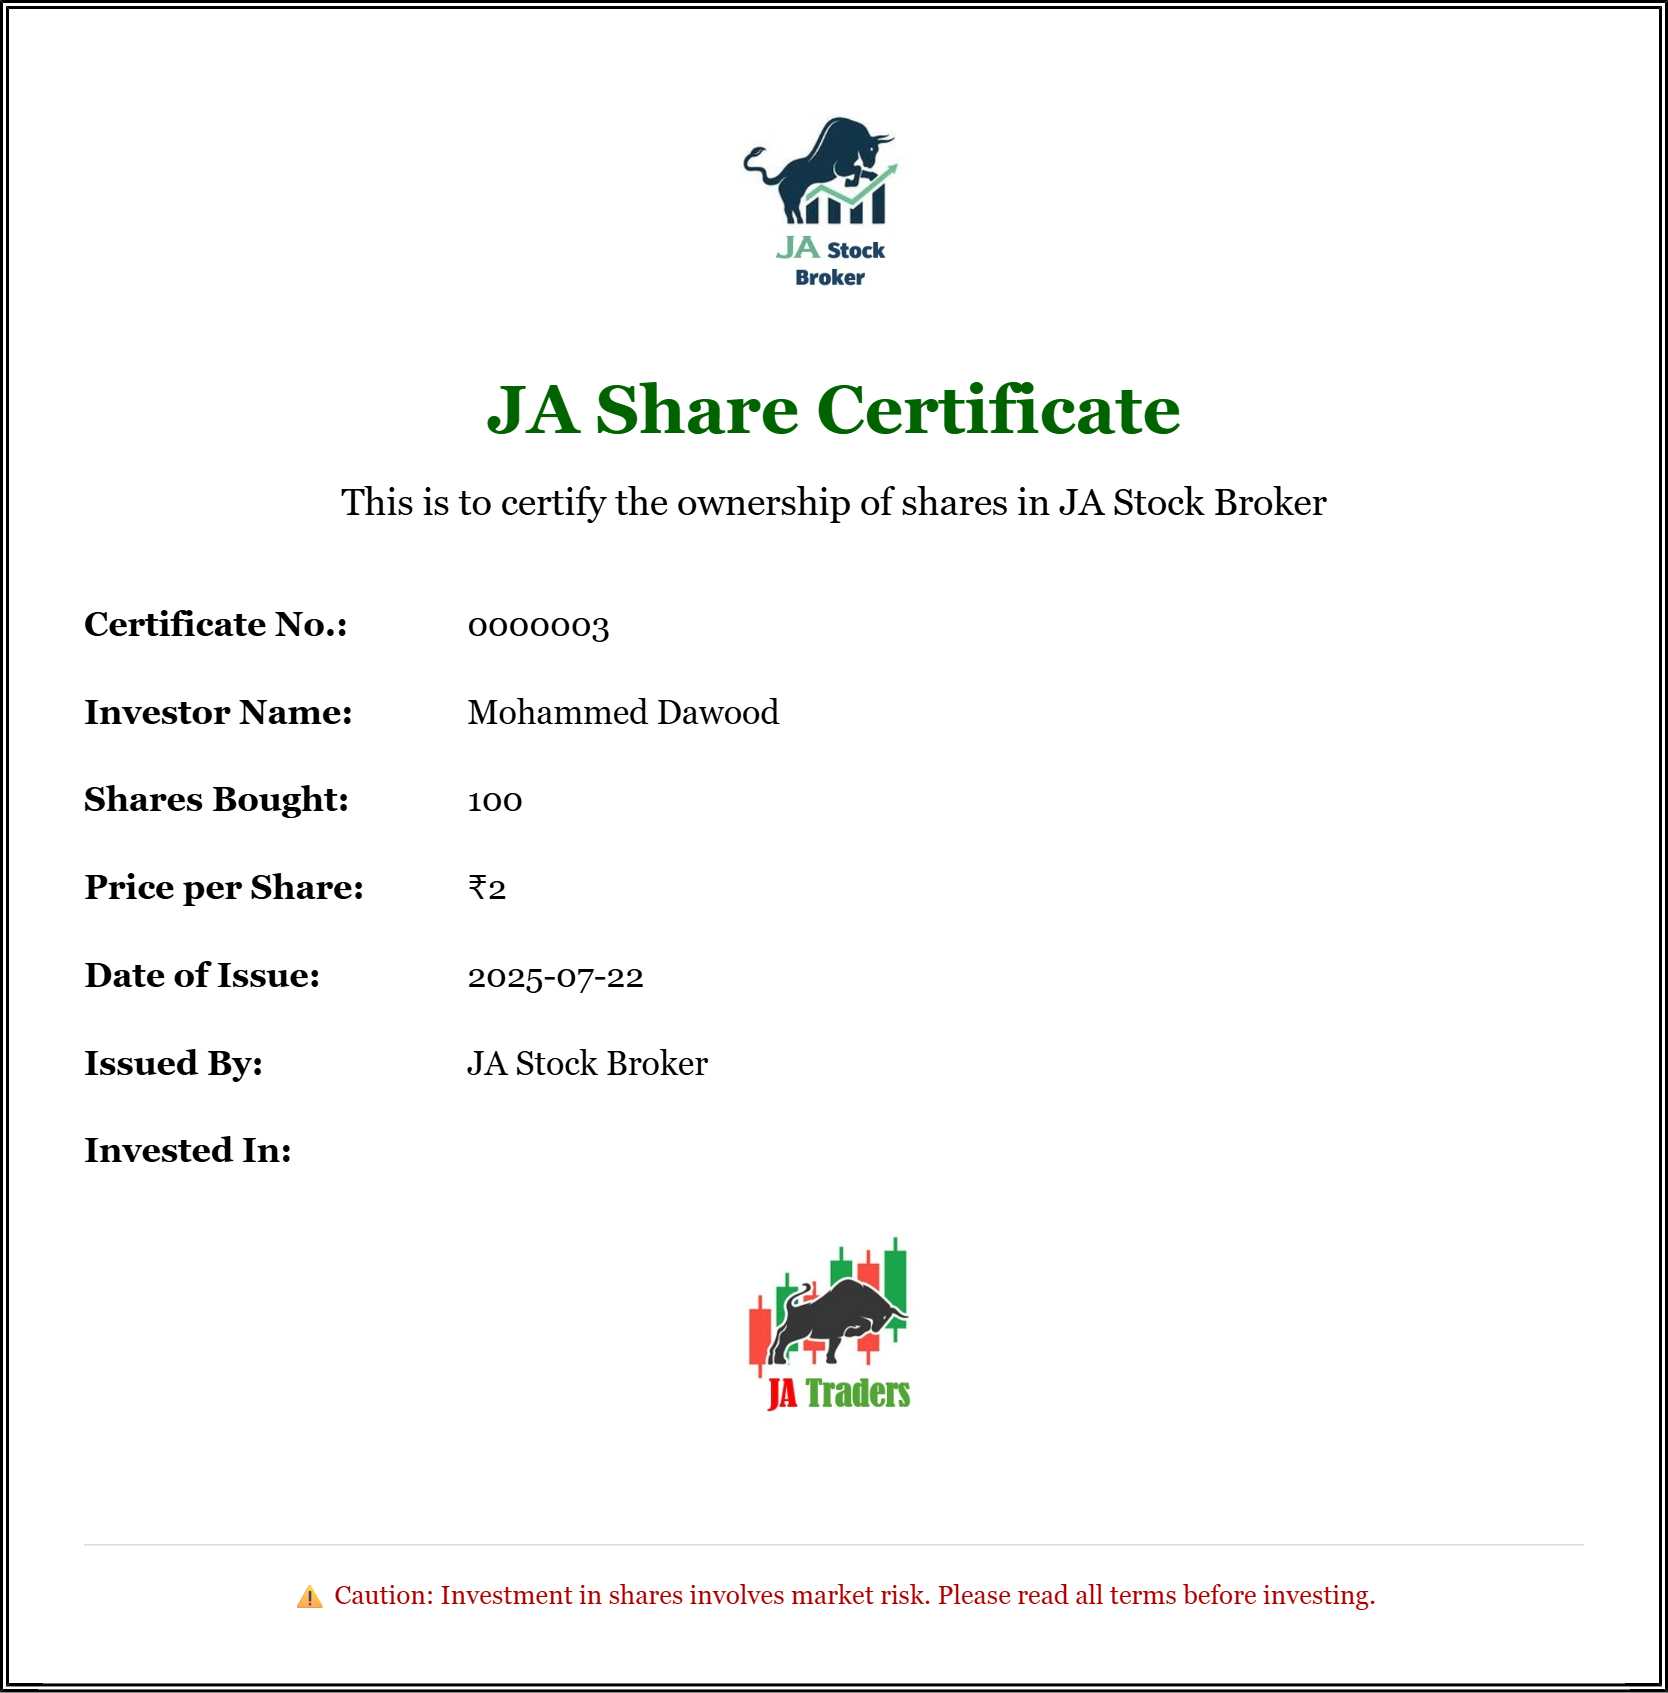 JA Stock
Broker
JA Share Certificate
This is to certify the ownership of shares in JA Stock Broker
Certificate No.: 0000003
Investor Name: Mohammed Dawood
Shares Bought: 100
Price per Share: ₹2
Date of Issue: 2025-07-22
Issued By: JA Stock Broker
Invested In:
JA Traders
⚠️ Caution: Investment in shares involves market risk. Please read all terms before investing.